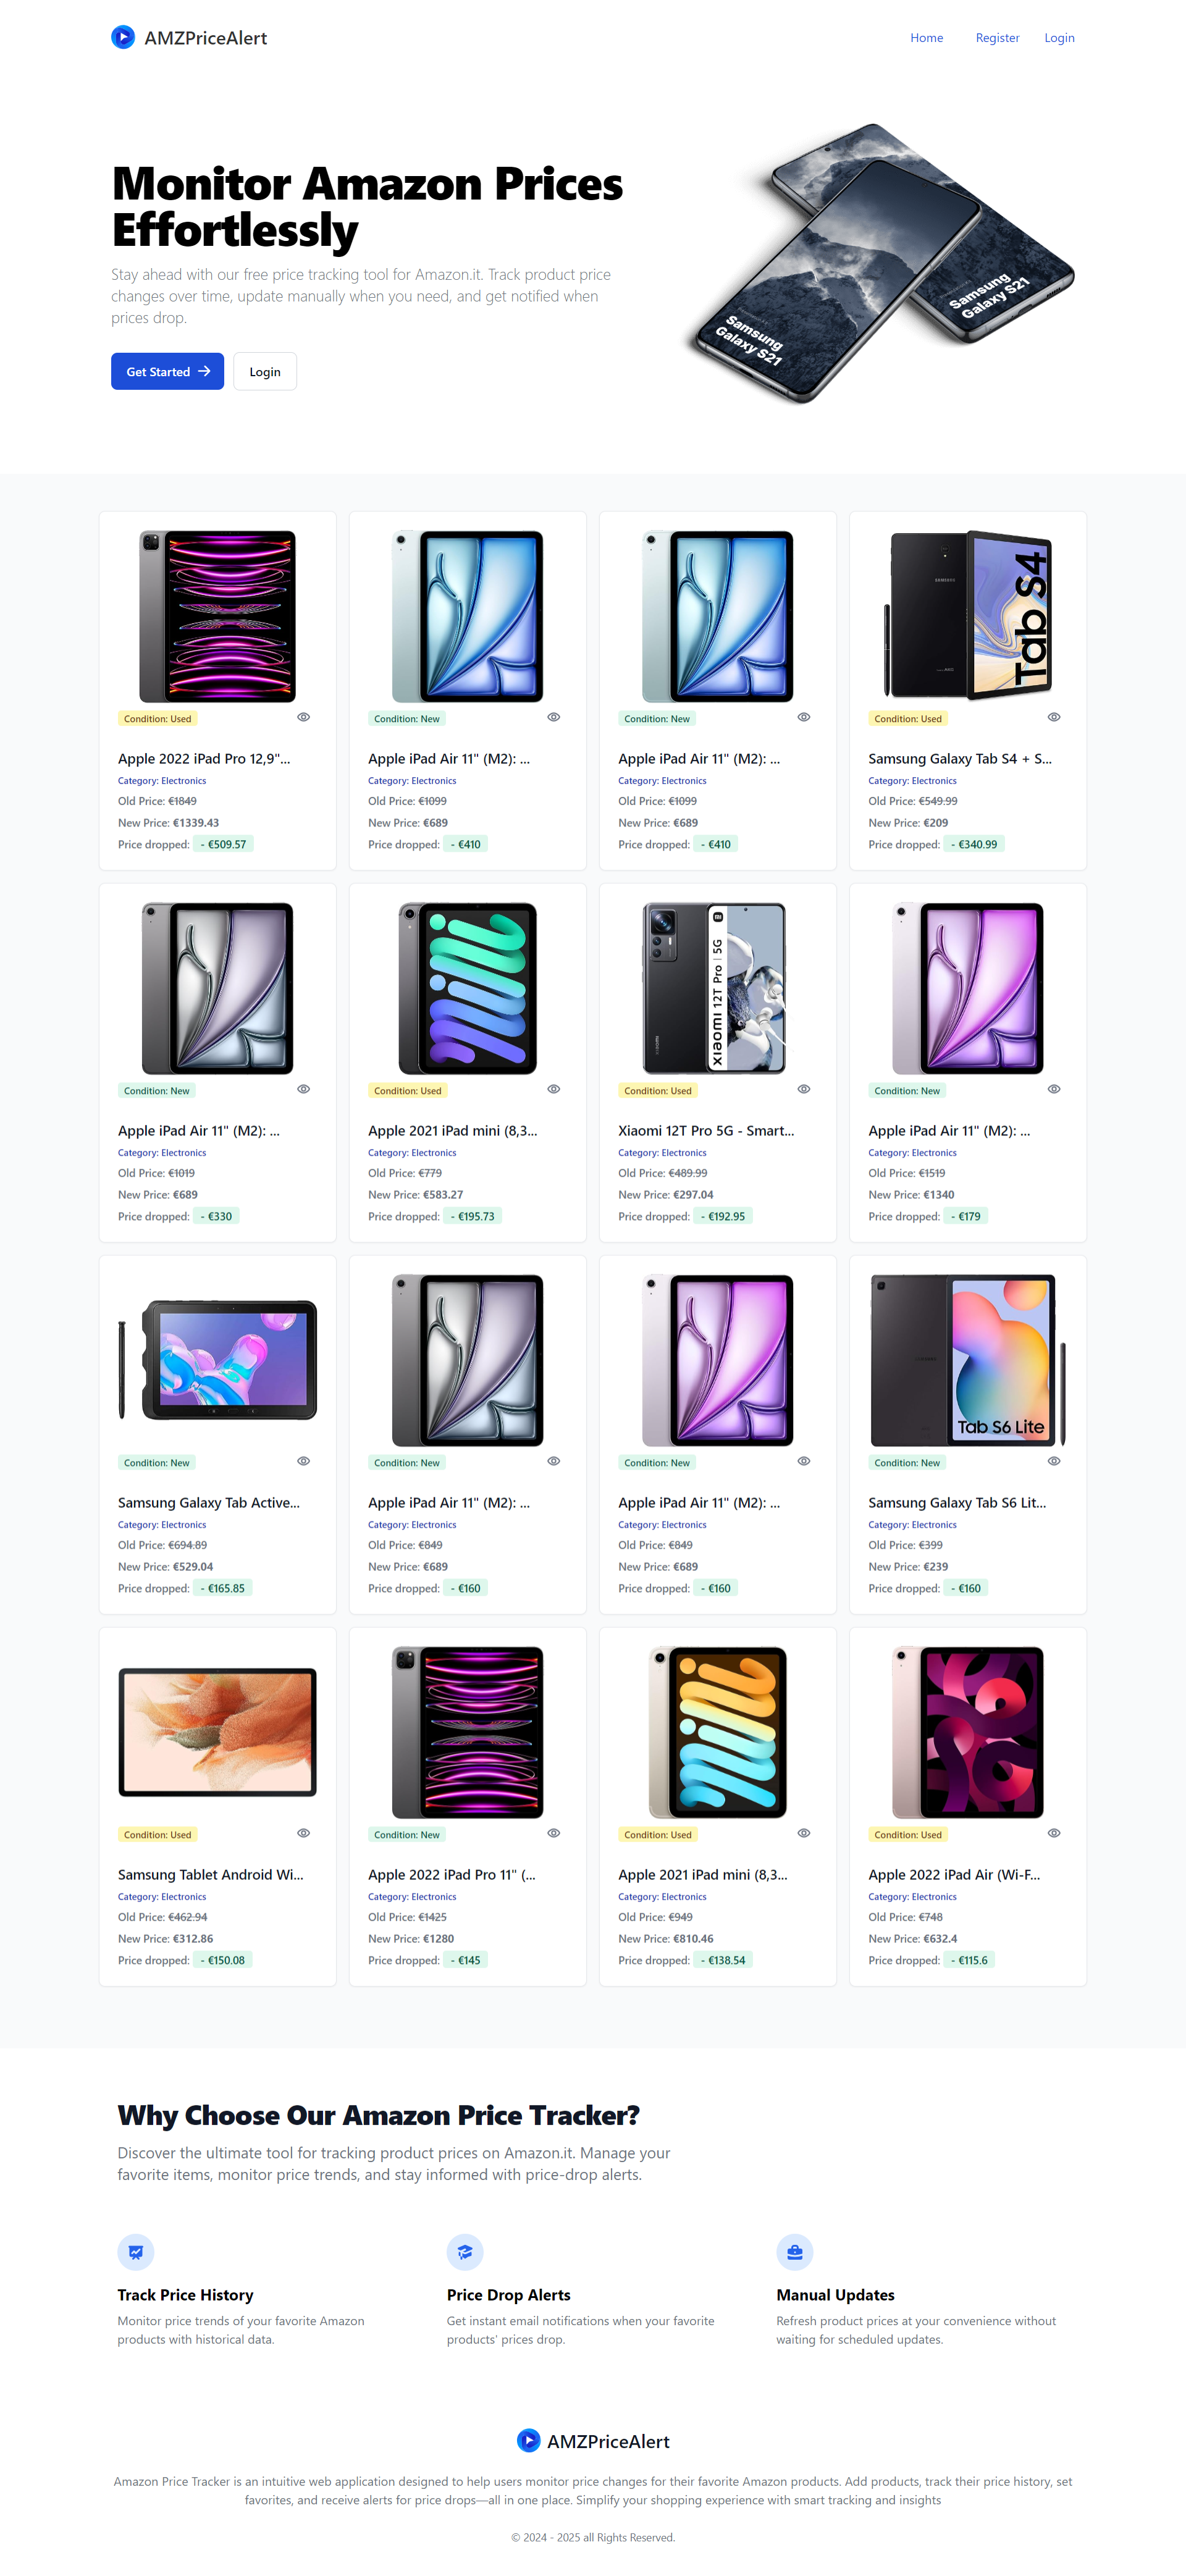 AMZPriceAlert
Home Register Login
Monitor Amazon Prices
Effortlessly
Stay ahead with our free price tracking tool for Amazon.it. Track product price
changes over time, update manually when you need, and get notified when
prices drop.
Get Started Login
Samsung
Galaxy S21
Samsung
Galaxy S21
Tab S4
Condition: Used Condition: New Condition: New Condition: Used
Apple 2022 iPad Pro 12,9"... Apple iPad Air 11" (M2): ... Apple iPad Air 11" (M2): ... Samsung Galaxy Tab S4 + S...
Category: Electronics Category: Electronics Category: Electronics Category: Electronics
Old Price: €1849 Old Price: €1099 Old Price: €1099 Old Price: €549.99
New Price: €1339.43 New Price: €689 New Price: €689 New Price: €209
Price dropped: - €509.57 Price dropped: - €410 Price dropped: - €410 Price dropped: - €340.99
xiaomi 12T Pro | 5G
Condition: New Condition: Used Condition: Used Condition: New
Apple iPad Air 11" (M2): ... Apple 2021 iPad mini (8,3... Xiaomi 12T Pro 5G - Smart... Apple iPad Air 11" (M2): ...
Category: Electronics Category: Electronics Category: Electronics Category: Electronics
Old Price: €1019 Old Price: €779 Old Price: €489.99 Old Price: €1519
New Price: €689 New Price: €583.27 New Price: €297.04 New Price: €1340
Price dropped: - €330 Price dropped: - €195.73 Price dropped: - €192.95 Price dropped: - €179
Tab S6 Lite
Condition: New Condition: New Condition: New Condition: New
Samsung Galaxy Tab Active... Apple iPad Air 11" (M2): ... Apple iPad Air 11" (M2): ... Samsung Galaxy Tab S6 Lit...
Category: Electronics Category: Electronics Category: Electronics Category: Electronics
Old Price: €694.89 Old Price: €849 Old Price: €849 Old Price: €399
New Price: €529.04 New Price: €689 New Price: €689 New Price: €239
Price dropped: - €165.85 Price dropped: - €160 Price dropped: - €160 Price dropped: - €160
Condition: Used Condition: New Condition: Used Condition: Used
Samsung Tablet Android Wi... Apple 2022 iPad Pro 11" (... Apple 2021 iPad mini (8,3... Apple 2022 iPad Air (Wi-F...
Category: Electronics Category: Electronics Category: Electronics Category: Electronics
Old Price: €462.94 Old Price: €1425 Old Price: €949 Old Price: €748
New Price: €312.86 New Price: €1280 New Price: €810.46 New Price: €632.4
Price dropped: - €150.08 Price dropped: - €145 Price dropped: - €138.54 Price dropped: - €115.6
Why Choose Our Amazon Price Tracker?
Discover the ultimate tool for tracking product prices on Amazon.it. Manage your
favorite items, monitor price trends, and stay informed with price-drop alerts.
Track Price History Price Drop Alerts Manual Updates
Monitor price trends of your favorite Amazon Get instant email notifications when your favorite Refresh product prices at your convenience without
products with historical data. products' prices drop. waiting for scheduled updates.
AMZPriceAlert
Amazon Price Tracker is an intuitive web application designed to help users monitor price changes for their favorite Amazon products. Add products, track their price history, set
favorites, and receive alerts for price drops—all in one place. Simplify your shopping experience with smart tracking and insights
© 2024 - 2025 all Rights Reserved.